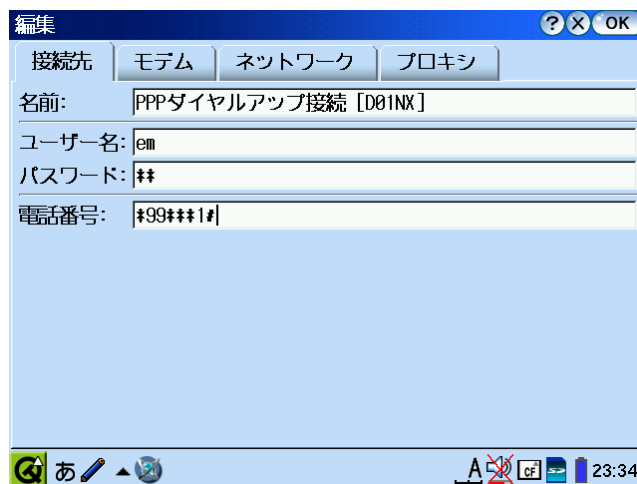 編集 ? X OK
接続先 モデム ネットワーク プロキシ
名前: PPPダイヤルアップ接続 [D01NX]
ユーザー名: em
パスワード: **
電話番号: *99***1#
あ A CF SD 23:34